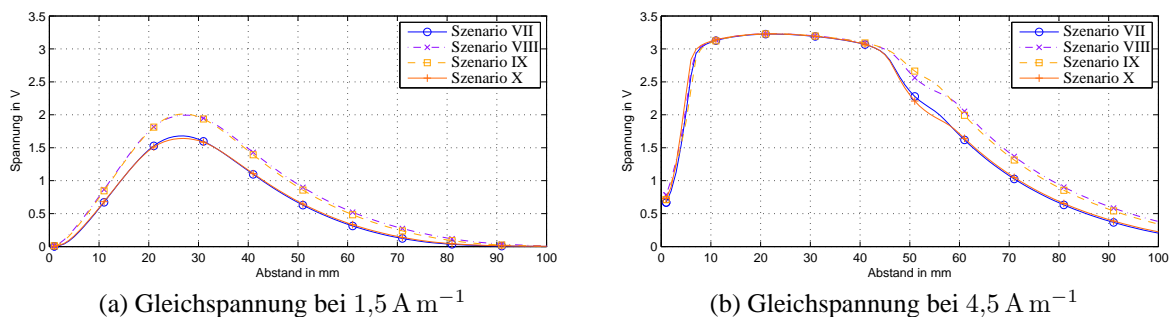 3.5
3
2.5
2
1.5
1
0.5
0
Spannung in V
0 10 20 30 40 50 60 70 80 90 100
Abstand in mm
Szenario VII
Szenario VIII
Szenario IX
Szenario X
(a) Gleichspannung bei 1,5 A m⁻¹
3.5
3
2.5
2
1.5
1
0.5
0
Spannung in V
0 10 20 30 40 50 60 70 80 90 100
Abstand in mm
Szenario VII
Szenario VIII
Szenario IX
Szenario X
(b) Gleichspannung bei 4,5 A m⁻¹